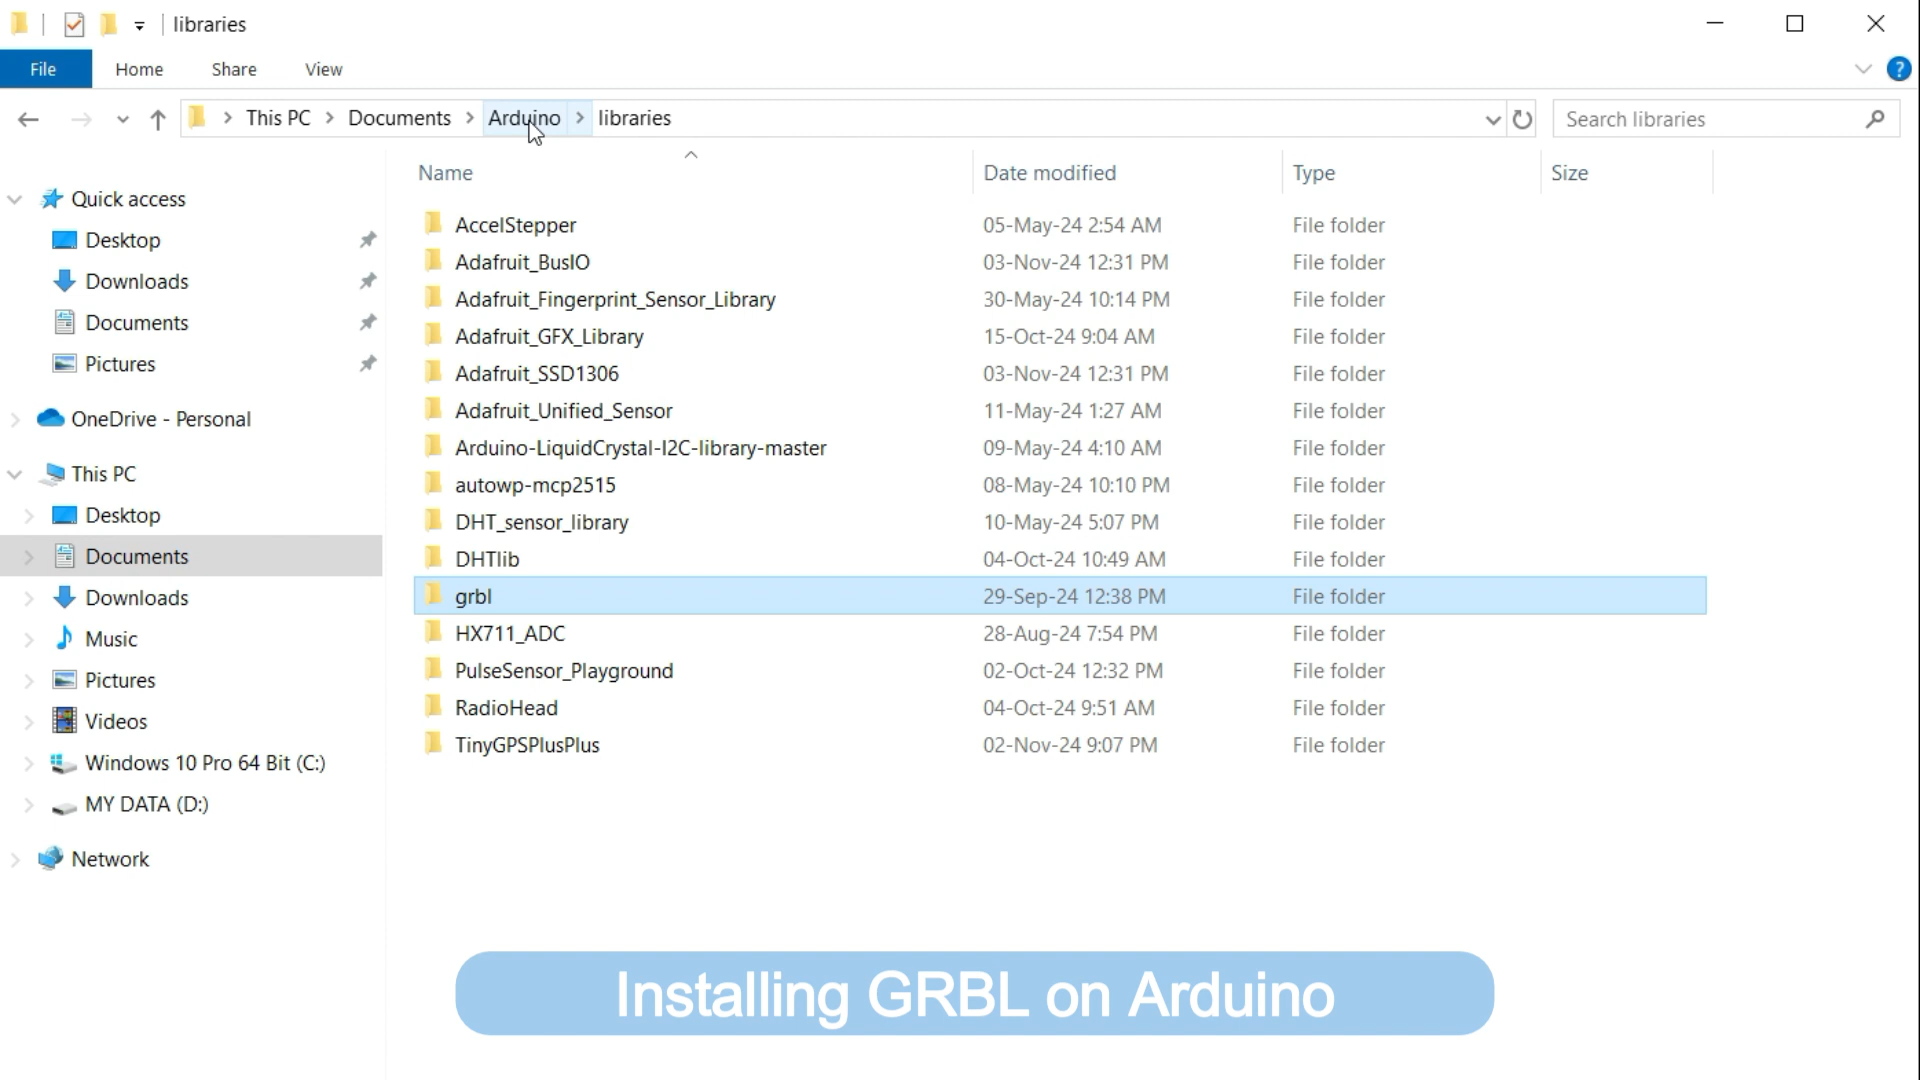 libraries
File Home Share View
This PC Documents Arduino libraries
Search libraries
Name Date modified Type Size
Quick access
Desktop
Downloads
Documents
Pictures
OneDrive - Personal
This PC
Desktop
Documents
Downloads
Music
Pictures
Videos
Windows 10 Pro 64 Bit (C:)
MY DATA (D:)
Network
AccelStepper 05-May-24 2:54 AM File folder
Adafruit_BusIO 03-Nov-24 12:31 PM File folder
Adafruit_Fingerprint_Sensor_Library 30-May-24 10:14 PM File folder
Adafruit_GFX_Library 15-Oct-24 9:04 AM File folder
Adafruit_SSD1306 03-Nov-24 12:31 PM File folder
Adafruit_Unified_Sensor 11-May-24 1:27 AM File folder
Arduino-LiquidCrystal-I2C-library-master 09-May-24 4:10 AM File folder
autowp-mcp2515 08-May-24 10:10 PM File folder
DHT_sensor_library 10-May-24 5:07 PM File folder
DHTlib 04-Oct-24 10:49 AM File folder
grbl 29-Sep-24 12:38 PM File folder
HX711_ADC 28-Aug-24 7:54 PM File folder
PulseSensor_Playground 02-Oct-24 12:32 PM File folder
RadioHead 04-Oct-24 9:51 AM File folder
TinyGPSPlusPlus 02-Nov-24 9:07 PM File folder
Installing GRBL on Arduino